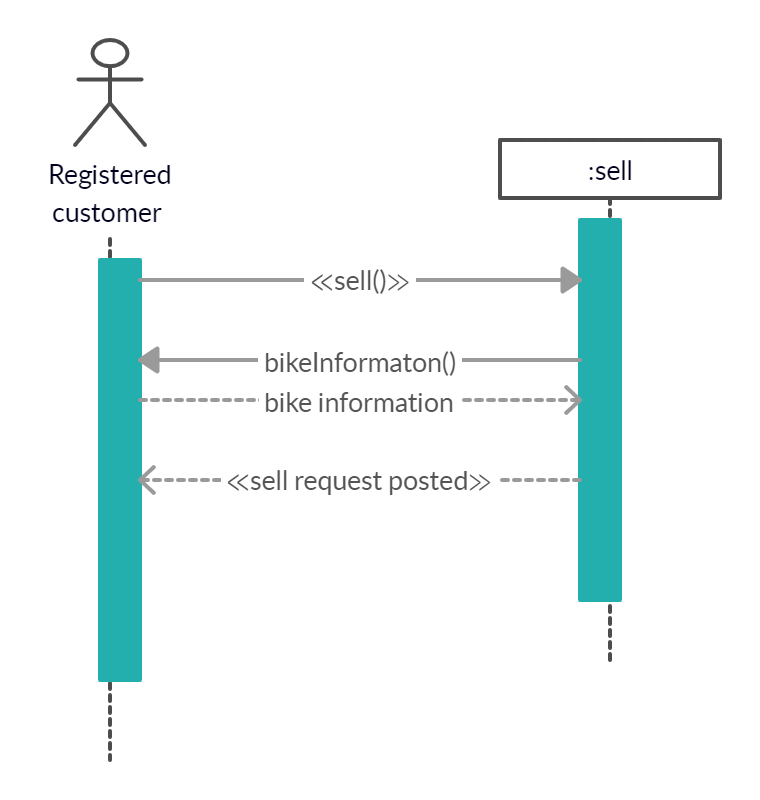 Registered
customer
:sell
≪sell()≫
bikeInformaton()
bike information
≪sell request posted≫